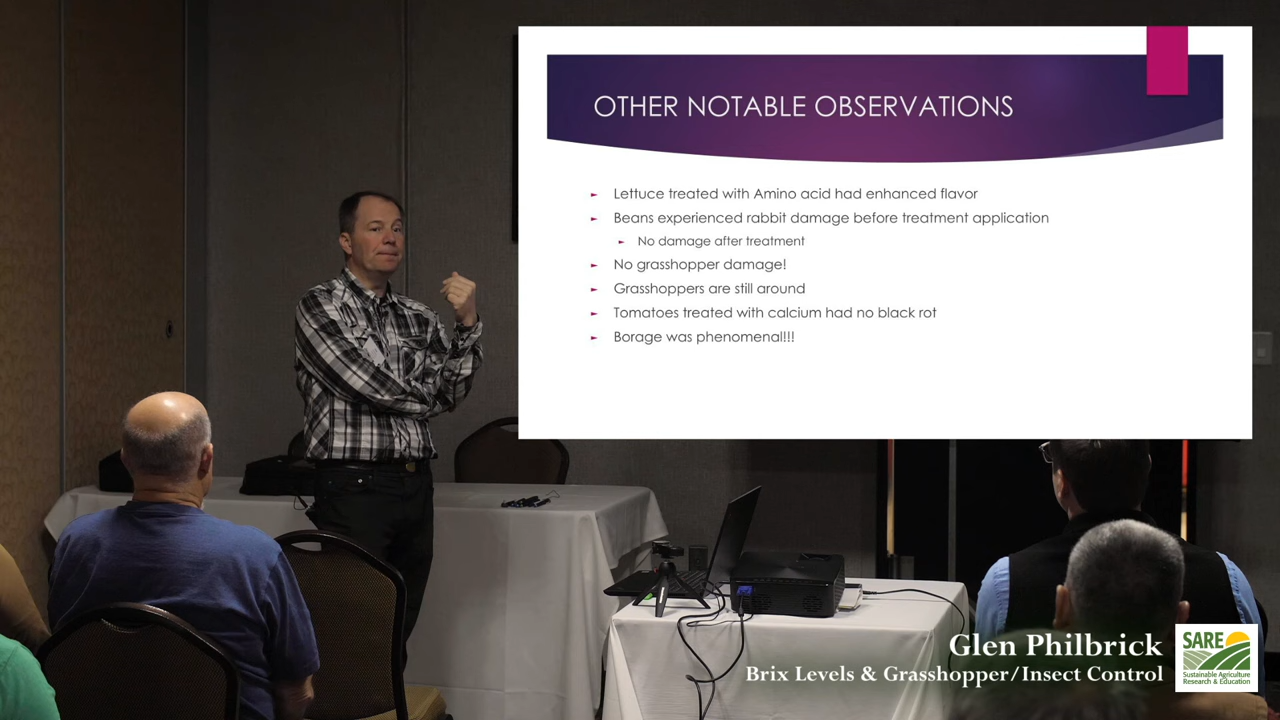 OTHER NOTABLE OBSERVATIONS
► Lettuce treated with Amino acid had enhanced flavor
► Beans experienced rabbit damage before treatment application
► No damage after treatment
► No grasshopper damage!
► Grasshoppers are still around
► Tomatoes treated with calcium had no black rot
► Borage was phenomenal!!!
Glen Philbrick
Brix Levels & Grasshopper/Insect Control
SARE
Sustainable Agriculture
Research & Education